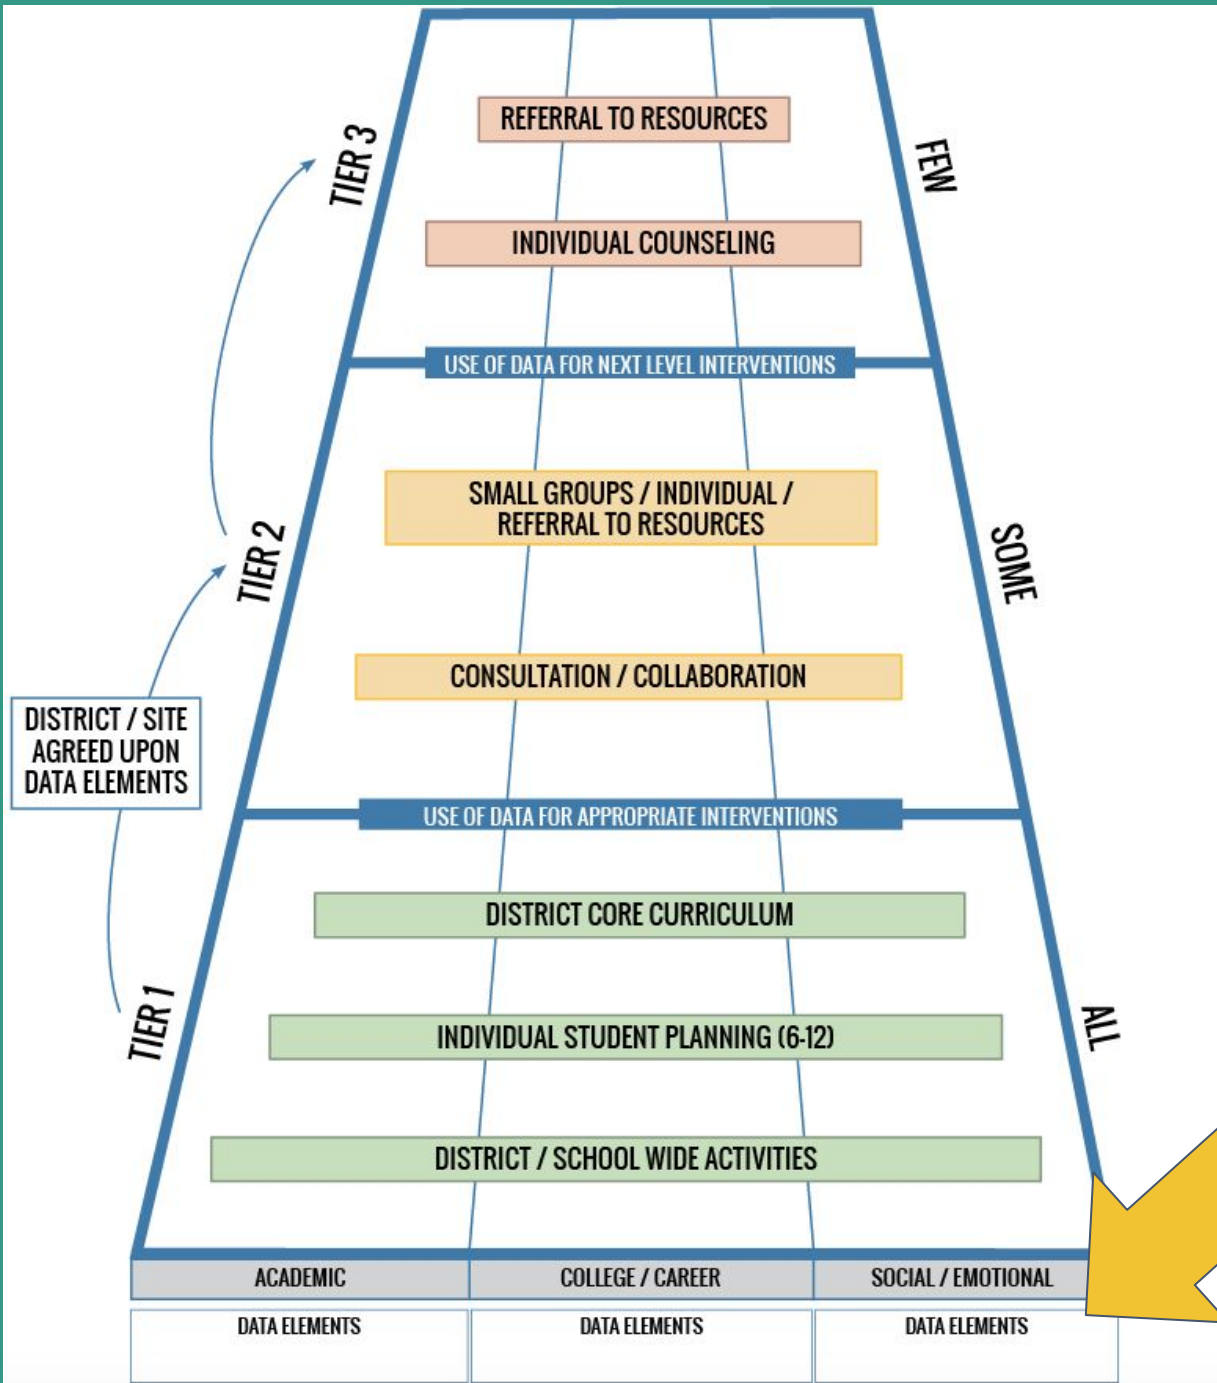 REFERRAL TO RESOURCES
TIER 3
FEW
INDIVIDUAL COUNSELING
USE OF DATA FOR NEXT LEVEL INTERVENTIONS
SMALL GROUPS / INDIVIDUAL /
REFERRAL TO RESOURCES
TIER 2
SOME
CONSULTATION / COLLABORATION
DISTRICT / SITE
AGREED UPON
DATA ELEMENTS
USE OF DATA FOR APPROPRIATE INTERVENTIONS
DISTRICT CORE CURRICULUM
TIER 1
ALL
INDIVIDUAL STUDENT PLANNING (6-12)
DISTRICT / SCHOOL WIDE ACTIVITIES
ACADEMIC
COLLEGE / CAREER
SOCIAL / EMOTIONAL
DATA ELEMENTS
DATA ELEMENTS
DATA ELEMENTS